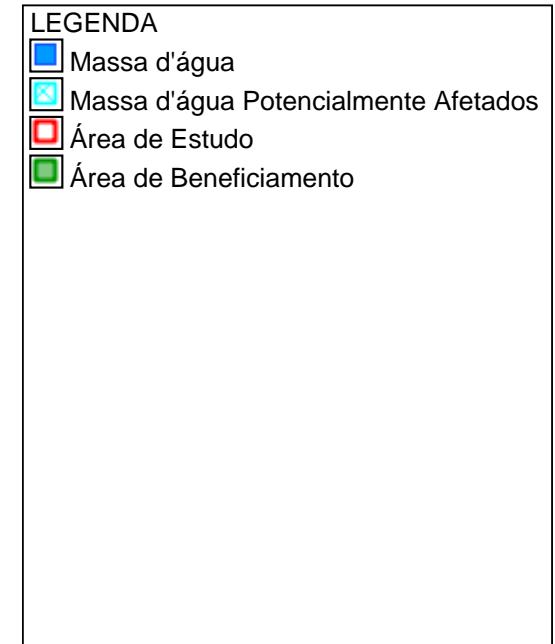 LEGENDA
Massa d'água
Massa d'água Potencialmente Afetados
Área de Estudo
Área de Beneficiamento